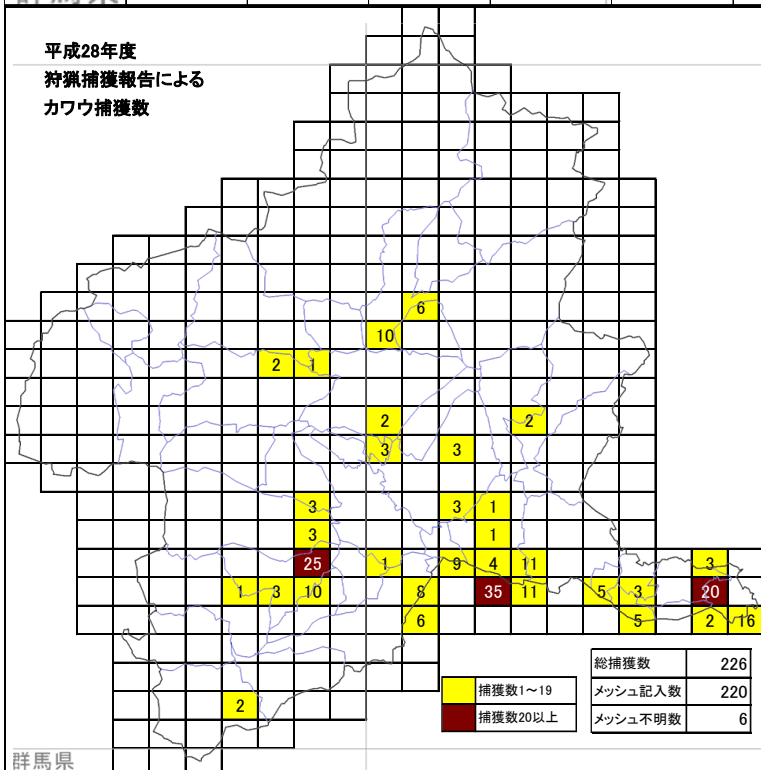 平成28年度
狩猟捕獲報告による
カワウ捕獲数
6
10
2 1
2 2
3 3
3 3 1
3 1
25 1 9 4 11 3
1 3 10 8 35 11 5 3 20
6 5 2 16
2
捕獲数1～19
捕獲数20以上
総捕獲数 226
メッシュ記入数 220
メッシュ不明数 6
群馬県